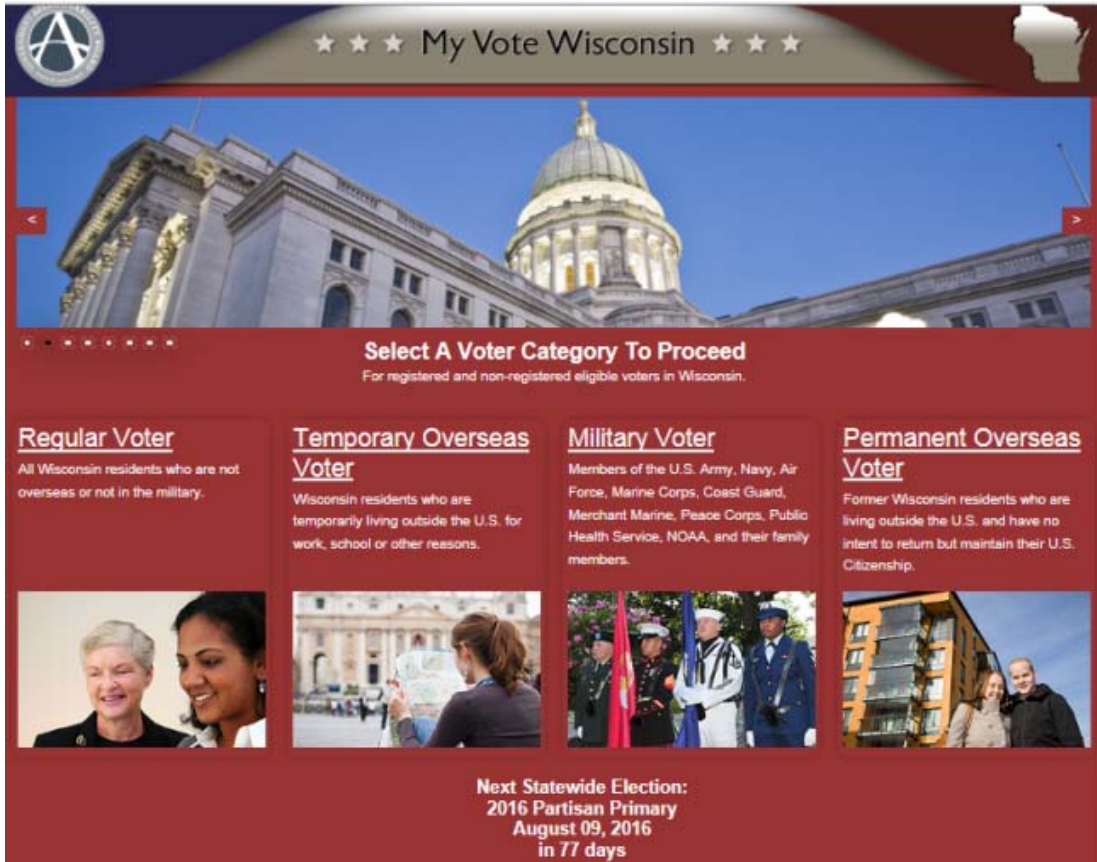 ★ ★ ★ My Vote Wisconsin ★ ★ ★
<
>
Select A Voter Category To Proceed
For registered and non-registered eligible voters in Wisconsin.
Regular Voter
All Wisconsin residents who are not
overseas or not in the military.
Temporary Overseas
Voter
Wisconsin residents who are
temporarily living outside the U.S. for
work, school or other reasons.
Military Voter
Members of the U.S. Army, Navy, Air
Force, Marine Corps, Coast Guard,
Merchant Marine, Peace Corps, Public
Health Service, NOAA, and their family
members.
Permanent Overseas
Voter
Former Wisconsin residents who are
living outside the U.S. and have no
intent to return but maintain their U.S.
Citizenship.
Next Statewide Election:
2016 Partisan Primary
August 09, 2016
in 77 days